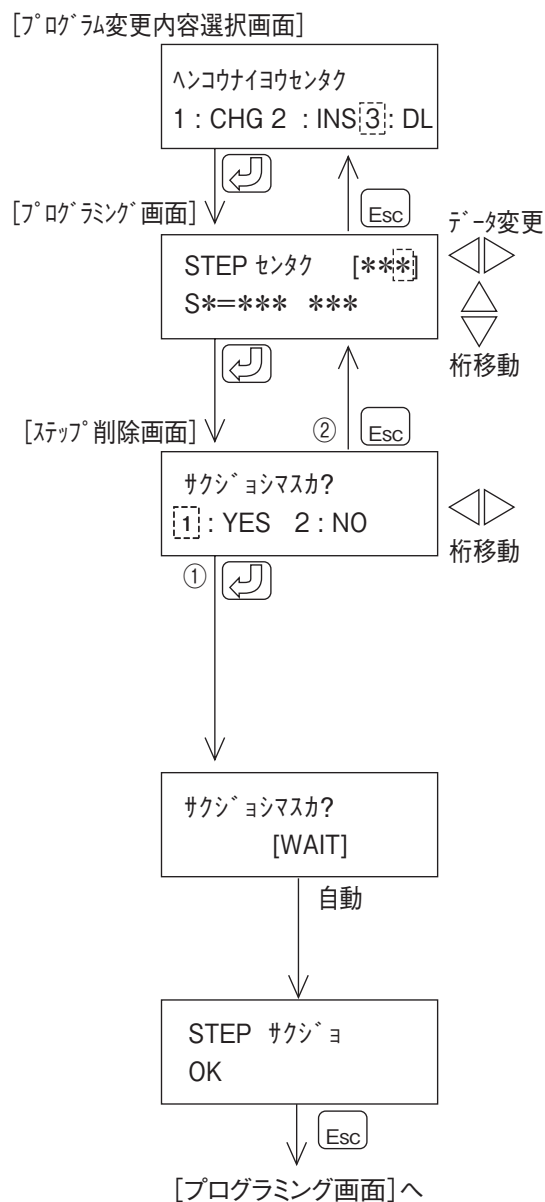 [ﾌﾟﾛｸﾞﾗﾑ変更内容選択画面]
ﾍﾝｺｳﾅｲﾖｳｾﾝﾀｸ
1 : CHG 2 : INS 3 : DL
Esc
[ﾌﾟﾛｸﾞﾗﾐﾝｸﾞ画面]
ﾃﾞｰﾀ変更
STEP ｾﾝﾀｸ [***]
S*=*** ***
桁移動
② Esc
[ｽﾃｯﾌﾟ削除画面]
ｻｸｼﾞｮｼﾏｽｶ?
1 : YES 2 : NO
桁移動
①
ｻｸｼﾞｮｼﾏｽｶ?
[WAIT]
自動
STEP ｻｸｼﾞｮ
OK
Esc
[プログラミング画面]へ